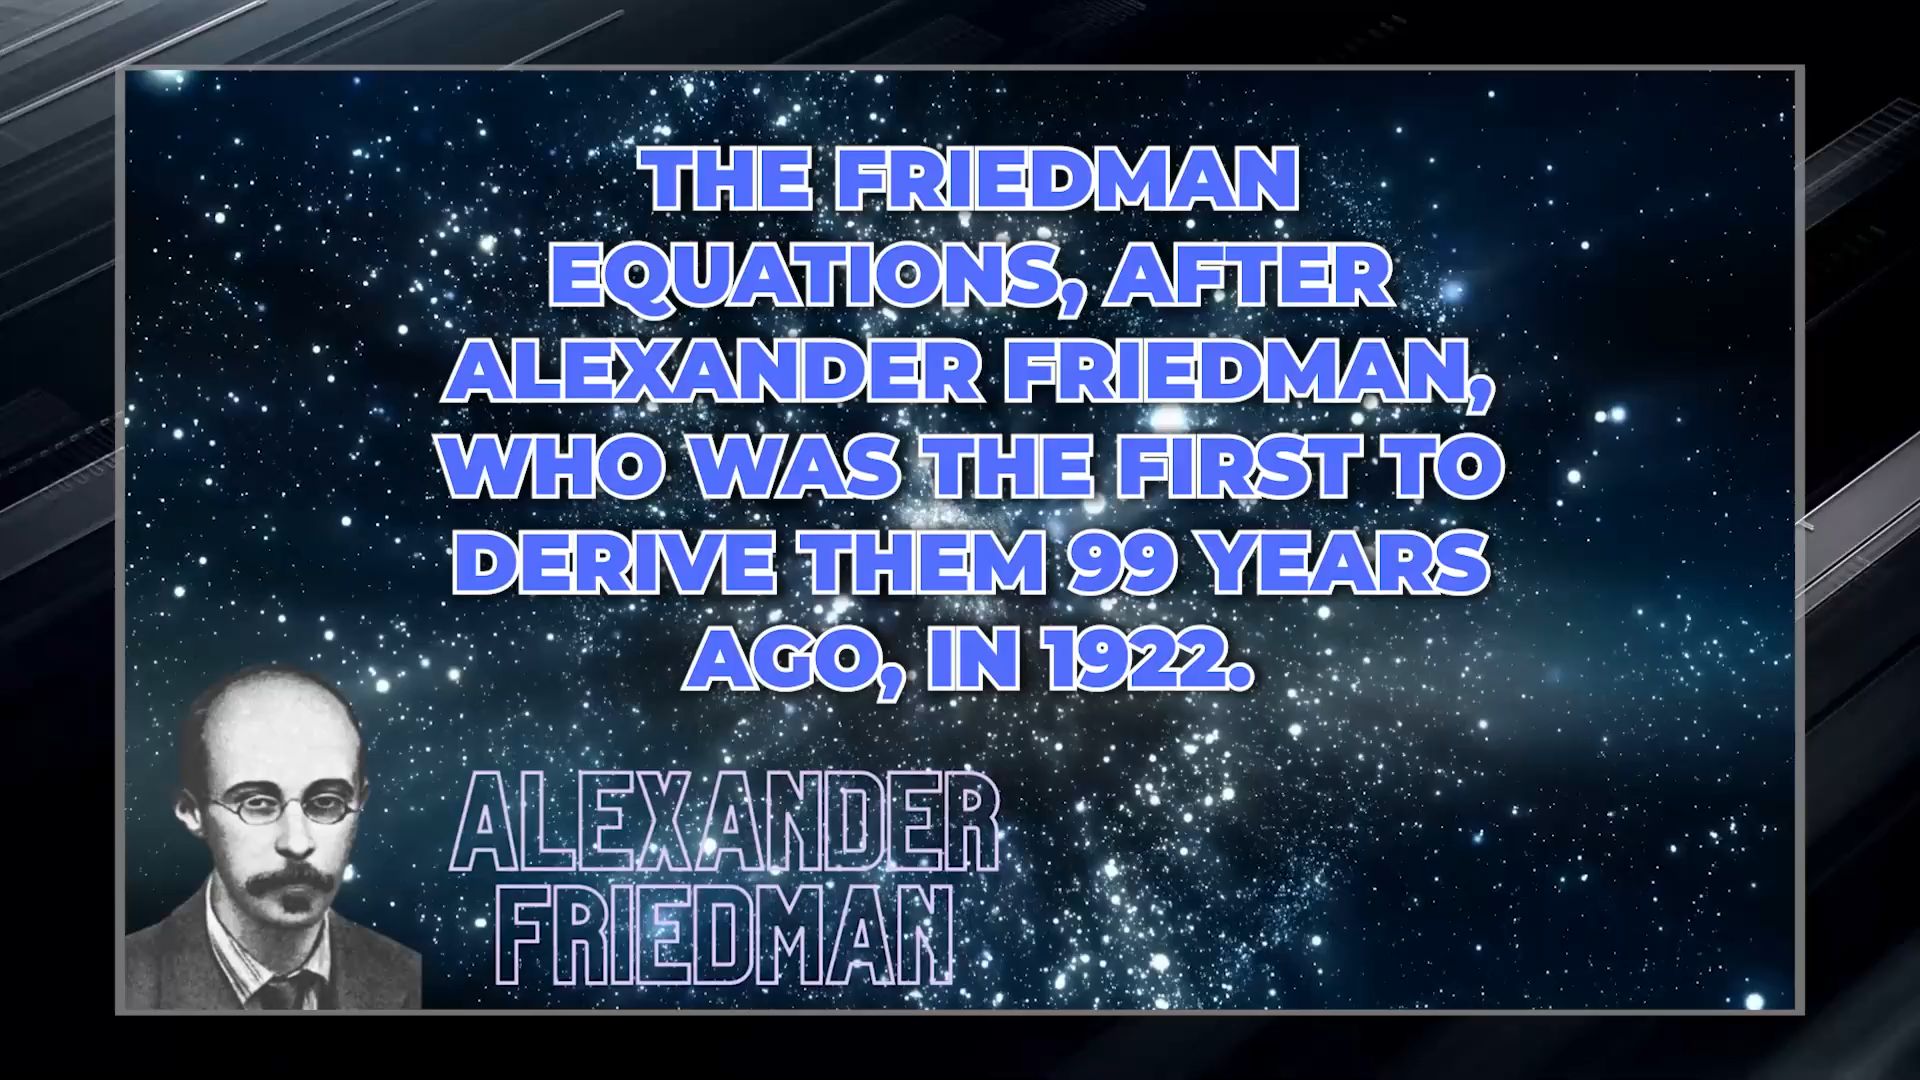 THE FRIEDMAN
EQUATIONS, AFTER
ALEXANDER FRIEDMAN,
WHO WAS THE FIRST TO
DERIVE THEM 99 YEARS
AGO, IN 1922.
ALEXANDER
FRIEDMAN